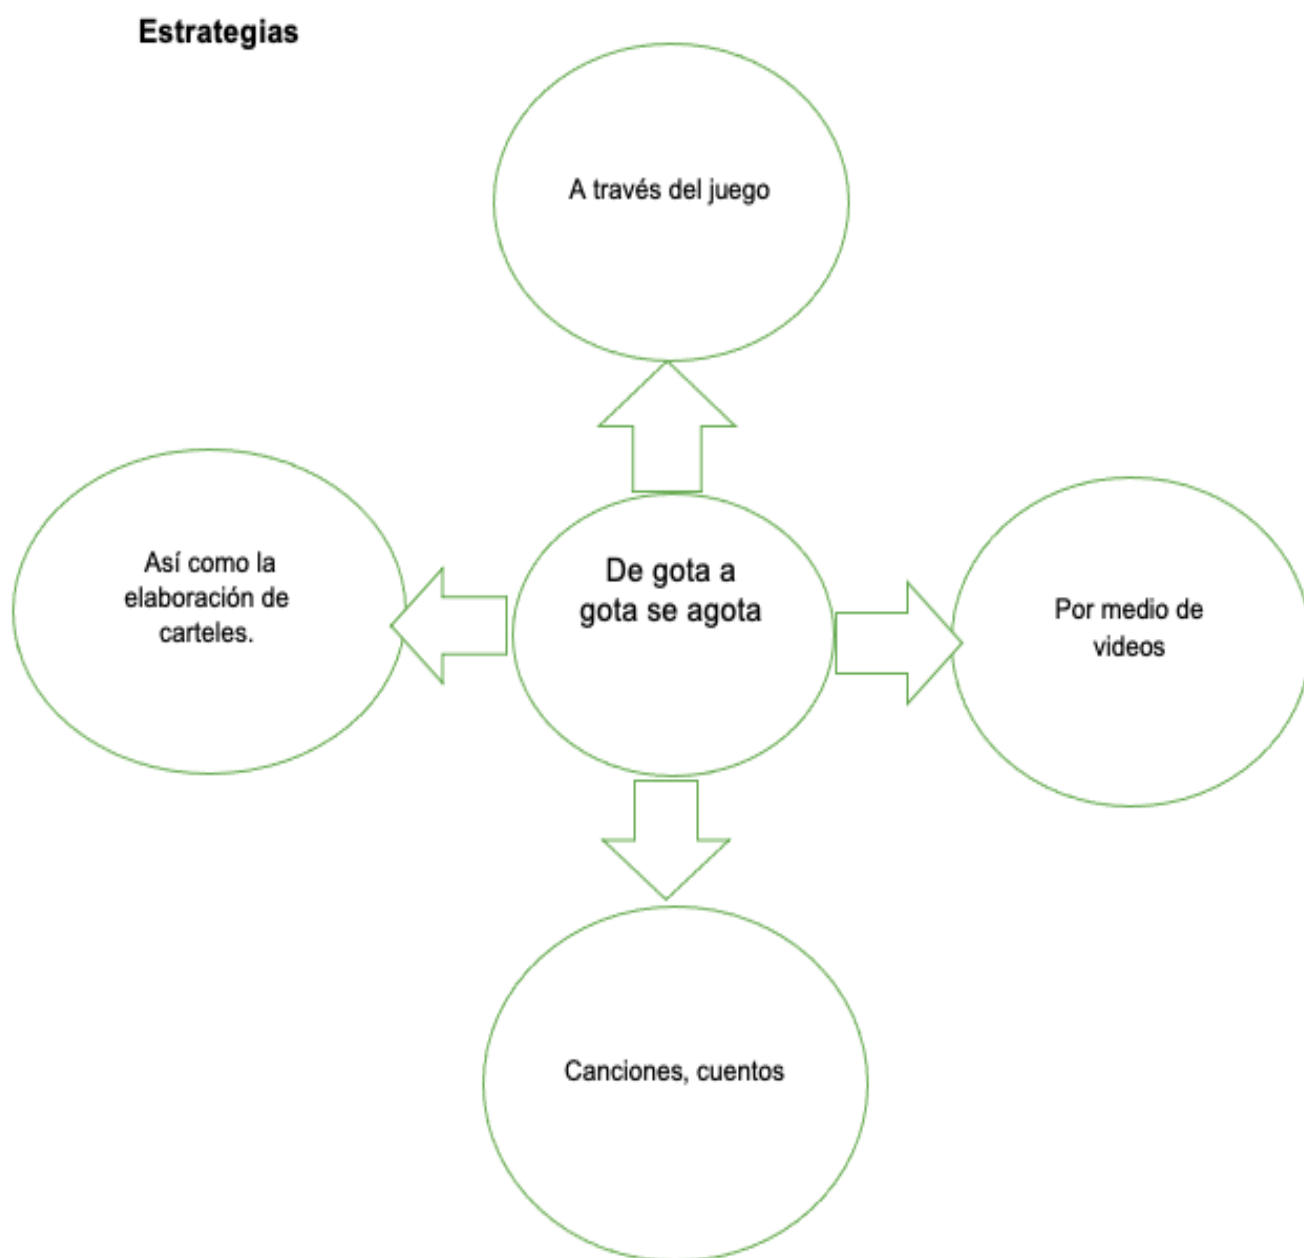 Estrategias
A través del juego
Así como la
elaboración de
carteles.
De gota a
gota se agota
Por medio de
videos
Canciones, cuentos